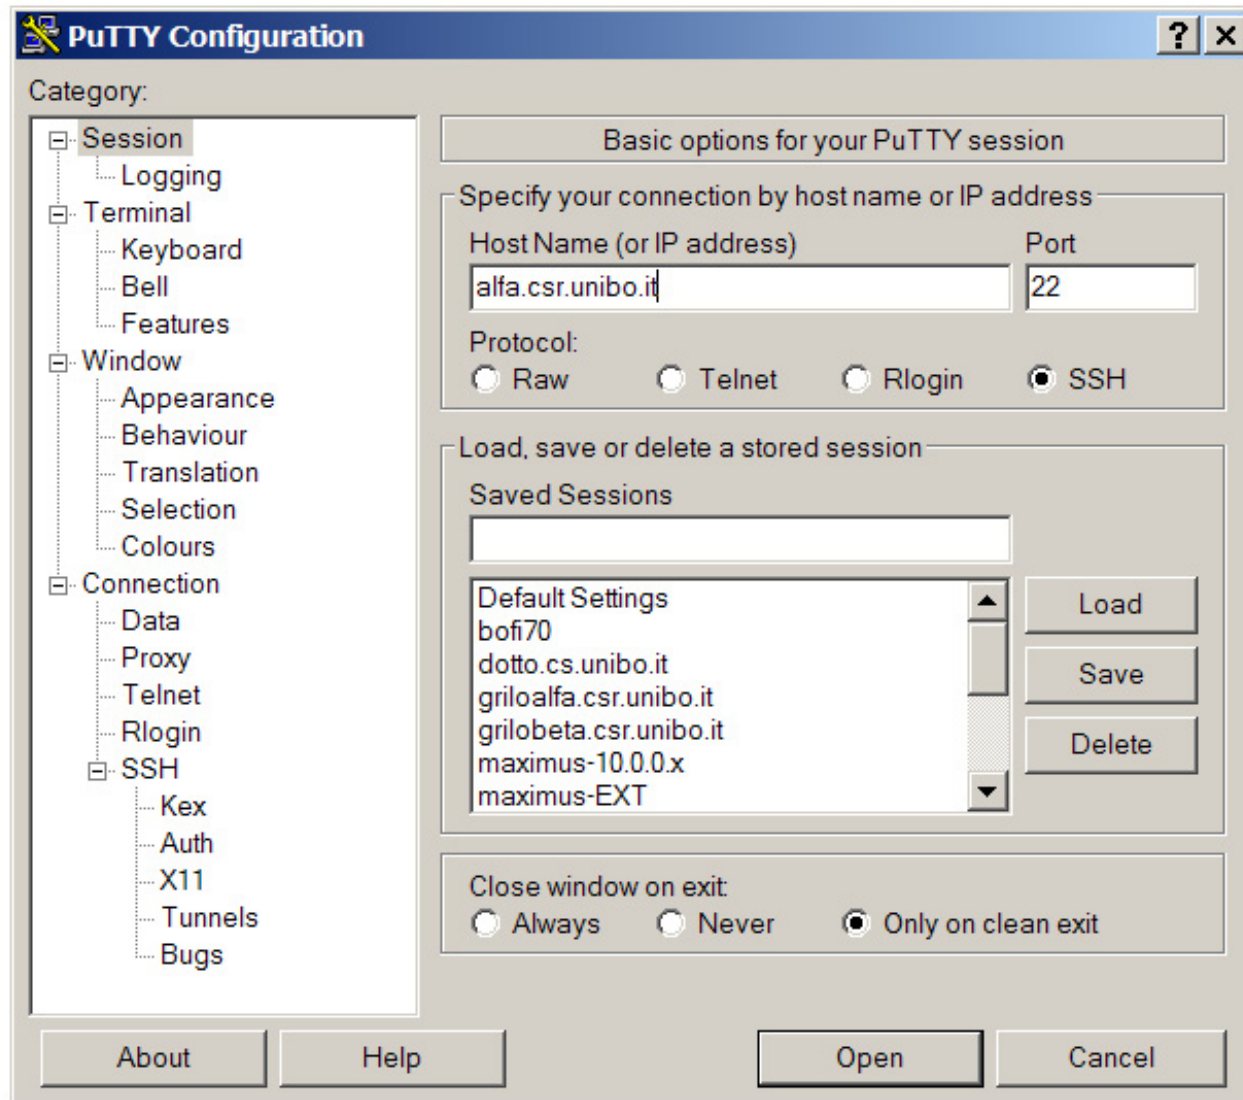 PuTTY Configuration
Category:
Session
Logging
Terminal
Keyboard
Bell
Features
Window
Appearance
Behaviour
Translation
Selection
Colours
Connection
Data
Proxy
Telnet
Rlogin
SSH
Kex
Auth
X11
Tunnels
Bugs
Basic options for your PuTTY session
Specify your connection by host name or IP address
Host Name (or IP address) Port
alfa.csr.unibo.it 22
Protocol:
Raw Telnet Rlogin SSH
Load, save or delete a stored session
Saved Sessions
Default Settings
bofi70
dotto.cs.unibo.it
griloalfa.csr.unibo.it
grilobeta.csr.unibo.it
maximus-10.0.0.x
maximus-EXT
Load
Save
Delete
Close window on exit:
Always Never Only on clean exit
About Help Open Cancel